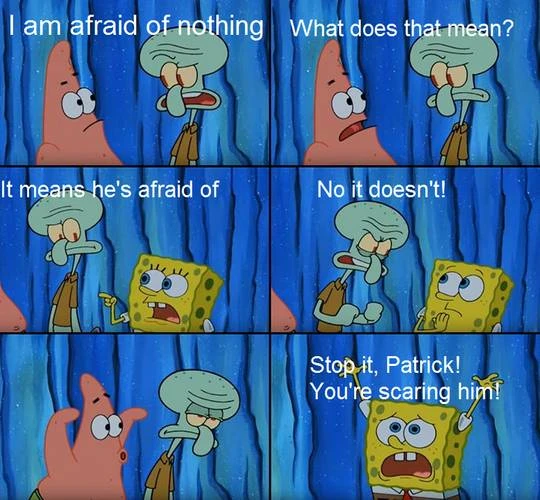 I am afraid of nothing
What does that mean?
It means he's afraid of
No it doesn't!
Stop it, Patrick!
You're scaring him!